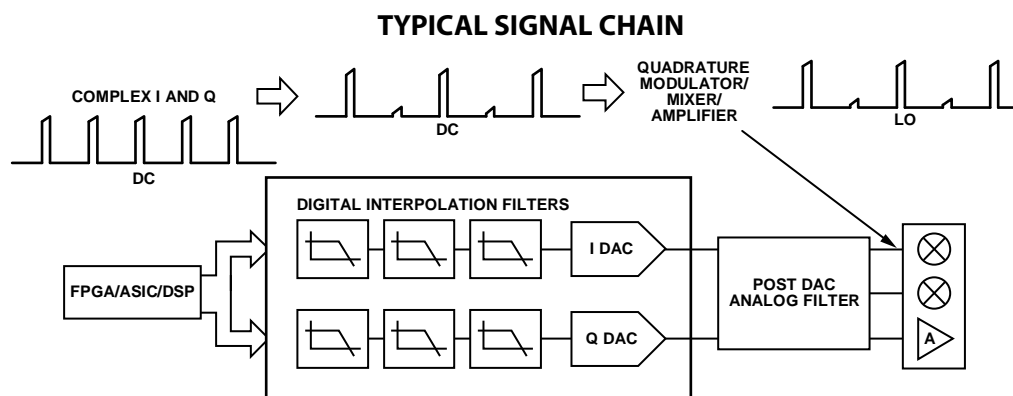 TYPICAL SIGNAL CHAIN
COMPLEX I AND Q
DC
DC
QUADRATURE
MODULATOR/
MIXER/
AMPLIFIER
LO
DIGITAL INTERPOLATION FILTERS
I DAC
FPGA/ASIC/DSP
POST DAC
ANALOG FILTER
Q DAC
A